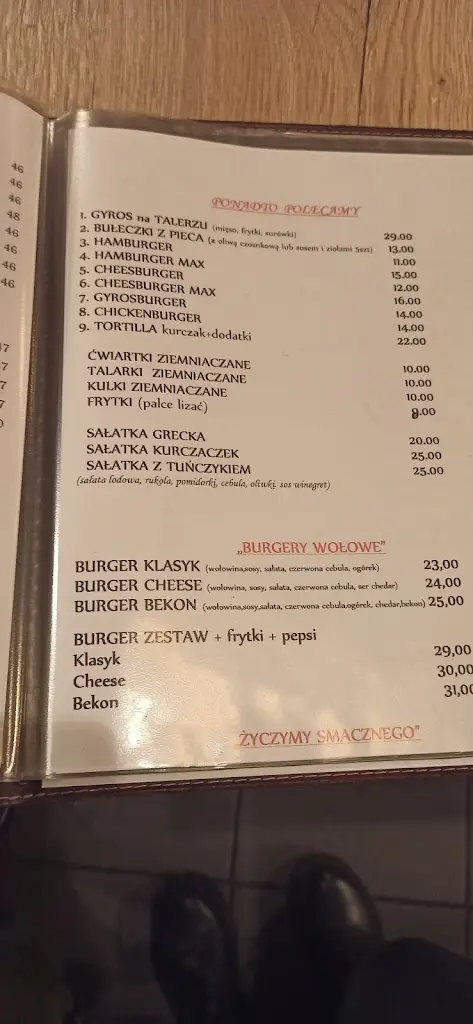 46
46
46
48
46
46
46
46
PONADTO POLECAMY
1. GYROS na TALERZU (mięso, frytki, surówki) 29.00
2. BUŁECZKI Z PIECA (z oliwą czosnkową lub sosem i ziołami 5szt) 13.00
3. HAMBURGER 11.00
4. HAMBURGER MAX 15.00
5. CHEESBURGER 12.00
6. CHEESBURGER MAX 16.00
7. GYROSBURGER 14.00
8. CHICKENBURGER 14.00
9. TORTILLA kurczak+dodatki 22.00
ĆWIARTKI ZIEMNIACZANE 10.00
TALARKI ZIEMNIACZANE 10.00
KULKI ZIEMNIACZANE 10.00
FRYTKI (palce lizać) 8.00
SAŁATKA GRECKA 20.00
SAŁATKA KURCZACZEK 25.00
SAŁATKA Z TUŃCZYKIEM 25.00
(sałata lodowa, rukola, pomidorki, cebula, oliwki, sos winegret)
„BURGERY WOŁOWE"
BURGER KLASYK (wołowina,sosy, sałata, czerwona cebula, ogórek) 23,00
BURGER CHEESE (wołowina, sosy, sałata, czerwona cebula, ser chedar) 24,00
BURGER BEKON (wołowina,sosy,sałata, czerwona cebula,ogórek, chedar,bekon) 25,00
BURGER ZESTAW + frytki + pepsi
Klasyk 29,00
Cheese 30,00
Bekon 31,00
„ŻYCZYMY SMACZNEGO"